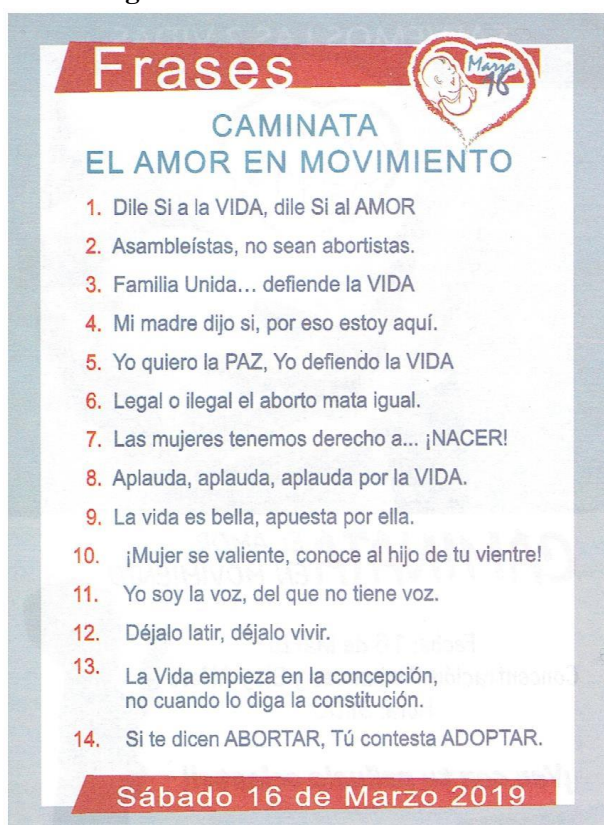 Frases
Marzo
16
CAMINATA
EL AMOR EN MOVIMIENTO
1. Dile Si a la VIDA, dile Si al AMOR
2. Asambleístas, no sean abortistas.
3. Familia Unida... defiende la VIDA
4. Mi madre dijo si, por eso estoy aquí.
5. Yo quiero la PAZ, Yo defiendo la VIDA
6. Legal o ilegal el aborto mata igual.
7. Las mujeres tenemos derecho a... ¡NACER!
8. Aplauda, aplauda, aplauda por la VIDA.
9. La vida es bella, apuesta por ella.
10. ¡Mujer se valiente, conoce al hijo de tu vientre!
11. Yo soy la voz, del que no tiene voz.
12. Déjalo latir, déjalo vivir.
13. La Vida empieza en la concepción,
no cuando lo diga la constitución.
14. Si te dicen ABORTAR, Tú contesta ADOPTAR.
Sábado 16 de Marzo 2019